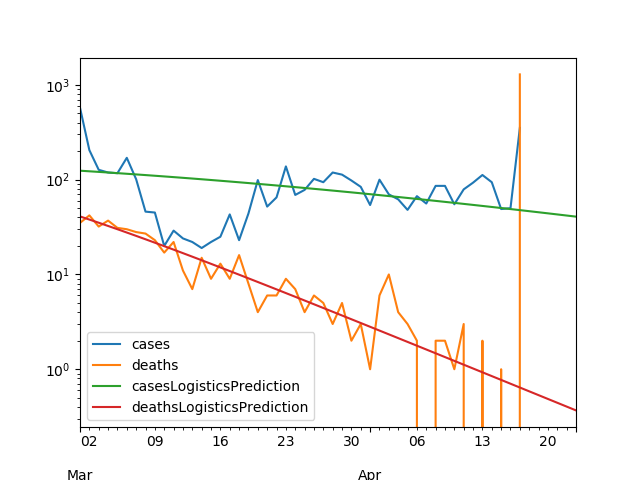 10³
10²
10¹
10⁰
cases
deaths
casesLogisticsPrediction
deathsLogisticsPrediction
02 09 16 23 30 06 13 20
Mar Apr